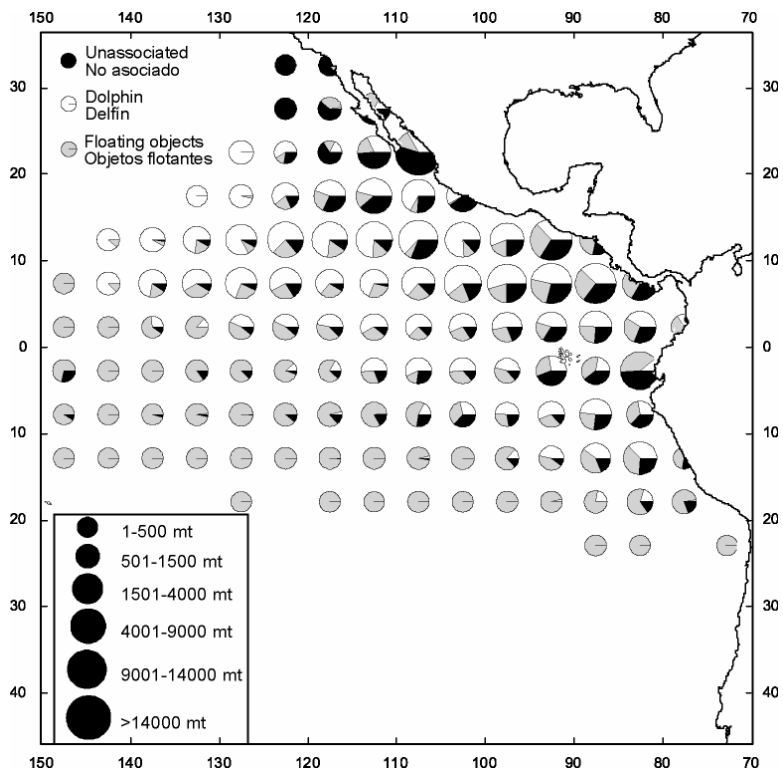 150 140 130 120 110 100 90 80 70
Unassociated
No asociado
Dolphin
Delfín
Floating objects
Objetos flotantes
30 30
20 20
10 10
0 0
10 10
20 20
30 30
40 40
1-500 mt
501-1500 mt
1501-4000 mt
4001-9000 mt
9001-14000 mt
>14000 mt
150 140 130 120 110 100 90 80 70